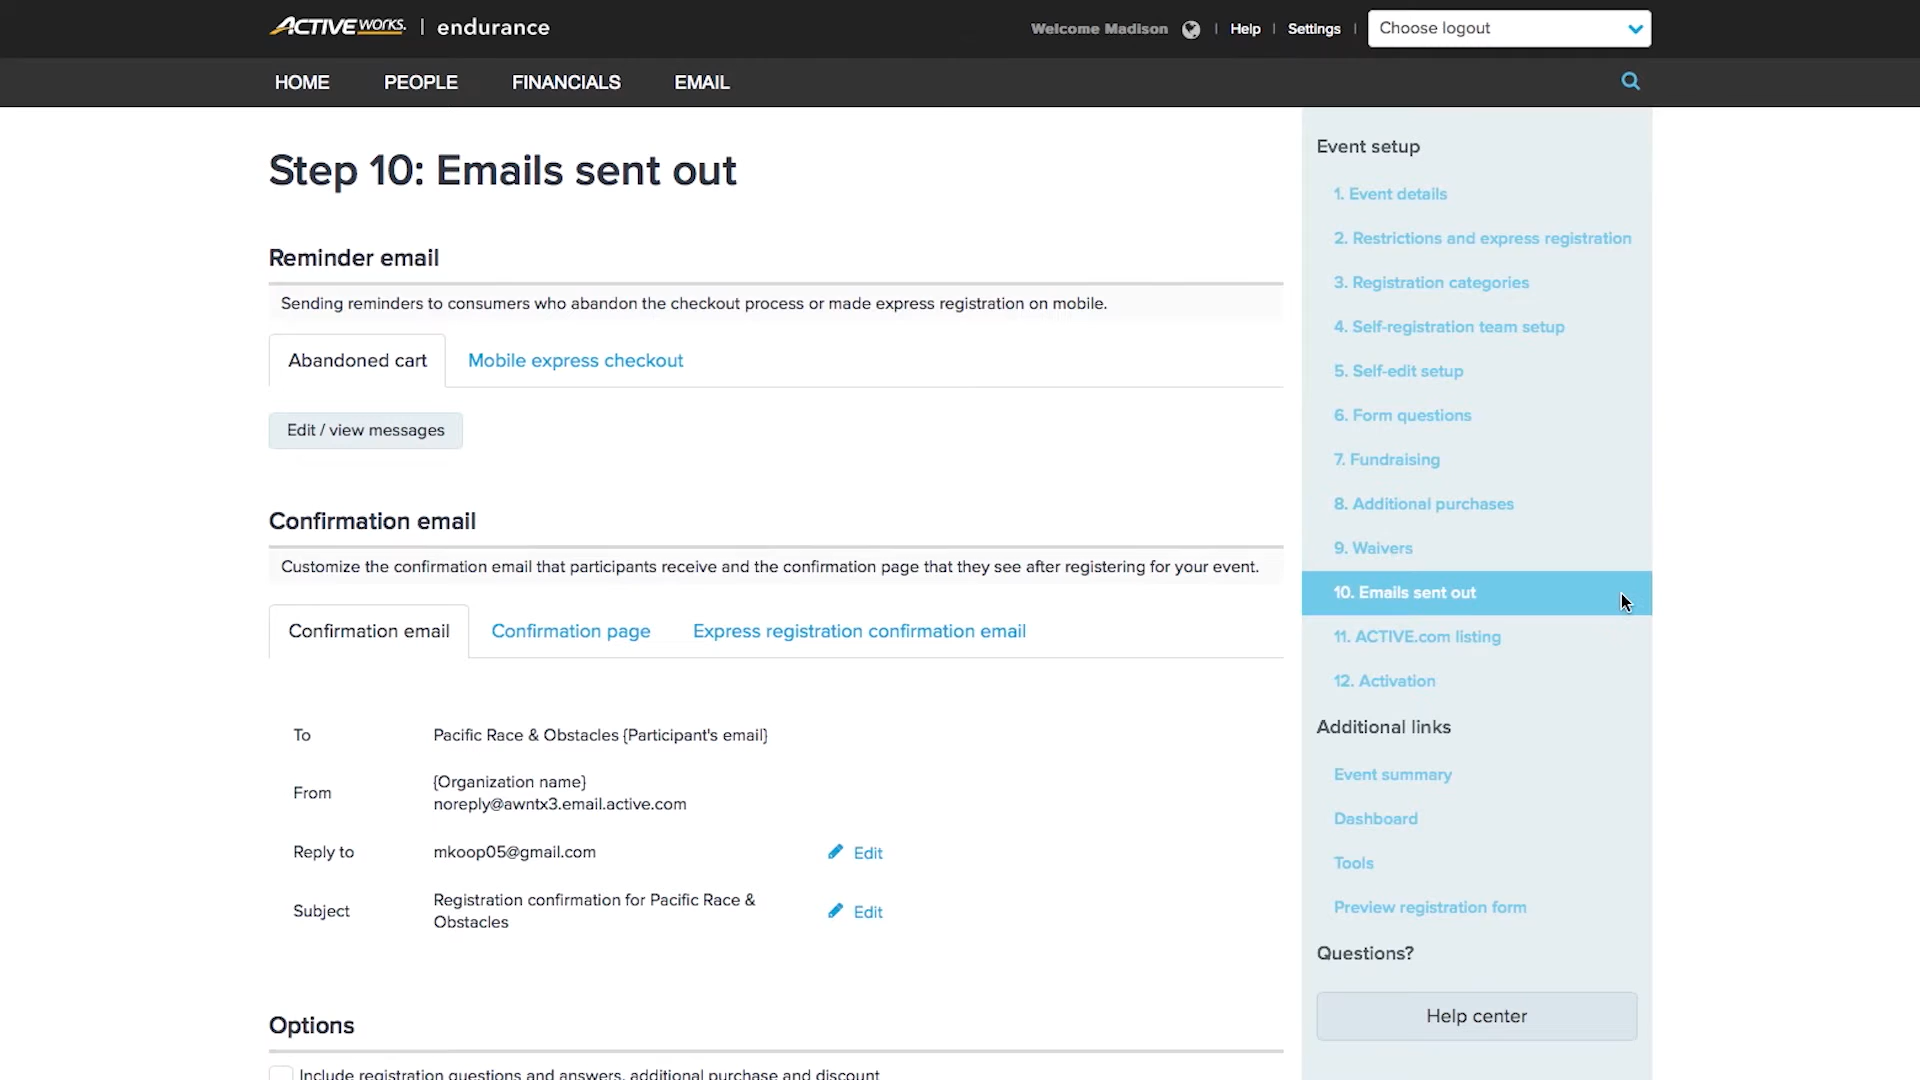 ACTIVEWORKS. | endurance
Welcome Madison | Help | Settings | Choose logout
HOME PEOPLE FINANCIALS EMAIL
Step 10: Emails sent out
Reminder email
Sending reminders to consumers who abandon the checkout process or made express registration on mobile.
Abandoned cart Mobile express checkout
Edit / view messages
Confirmation email
Customize the confirmation email that participants receive and the confirmation page that they see after registering for your event.
Confirmation email Confirmation page Express registration confirmation email
To Pacific Race & Obstacles {Participant's email}
From {Organization name}
noreply@awntx3.email.active.com
Reply to mkoop05@gmail.com Edit
Subject Registration confirmation for Pacific Race &
Obstacles Edit
Options
Include registration questions and answers, additional purchase and discount
Event setup
1. Event details
2. Restrictions and express registration
3. Registration categories
4. Self-registration team setup
5. Self-edit setup
6. Form questions
7. Fundraising
8. Additional purchases
9. Waivers
10. Emails sent out
11. ACTIVE.com listing
12. Activation
Additional links
Event summary
Dashboard
Tools
Preview registration form
Questions?
Help center